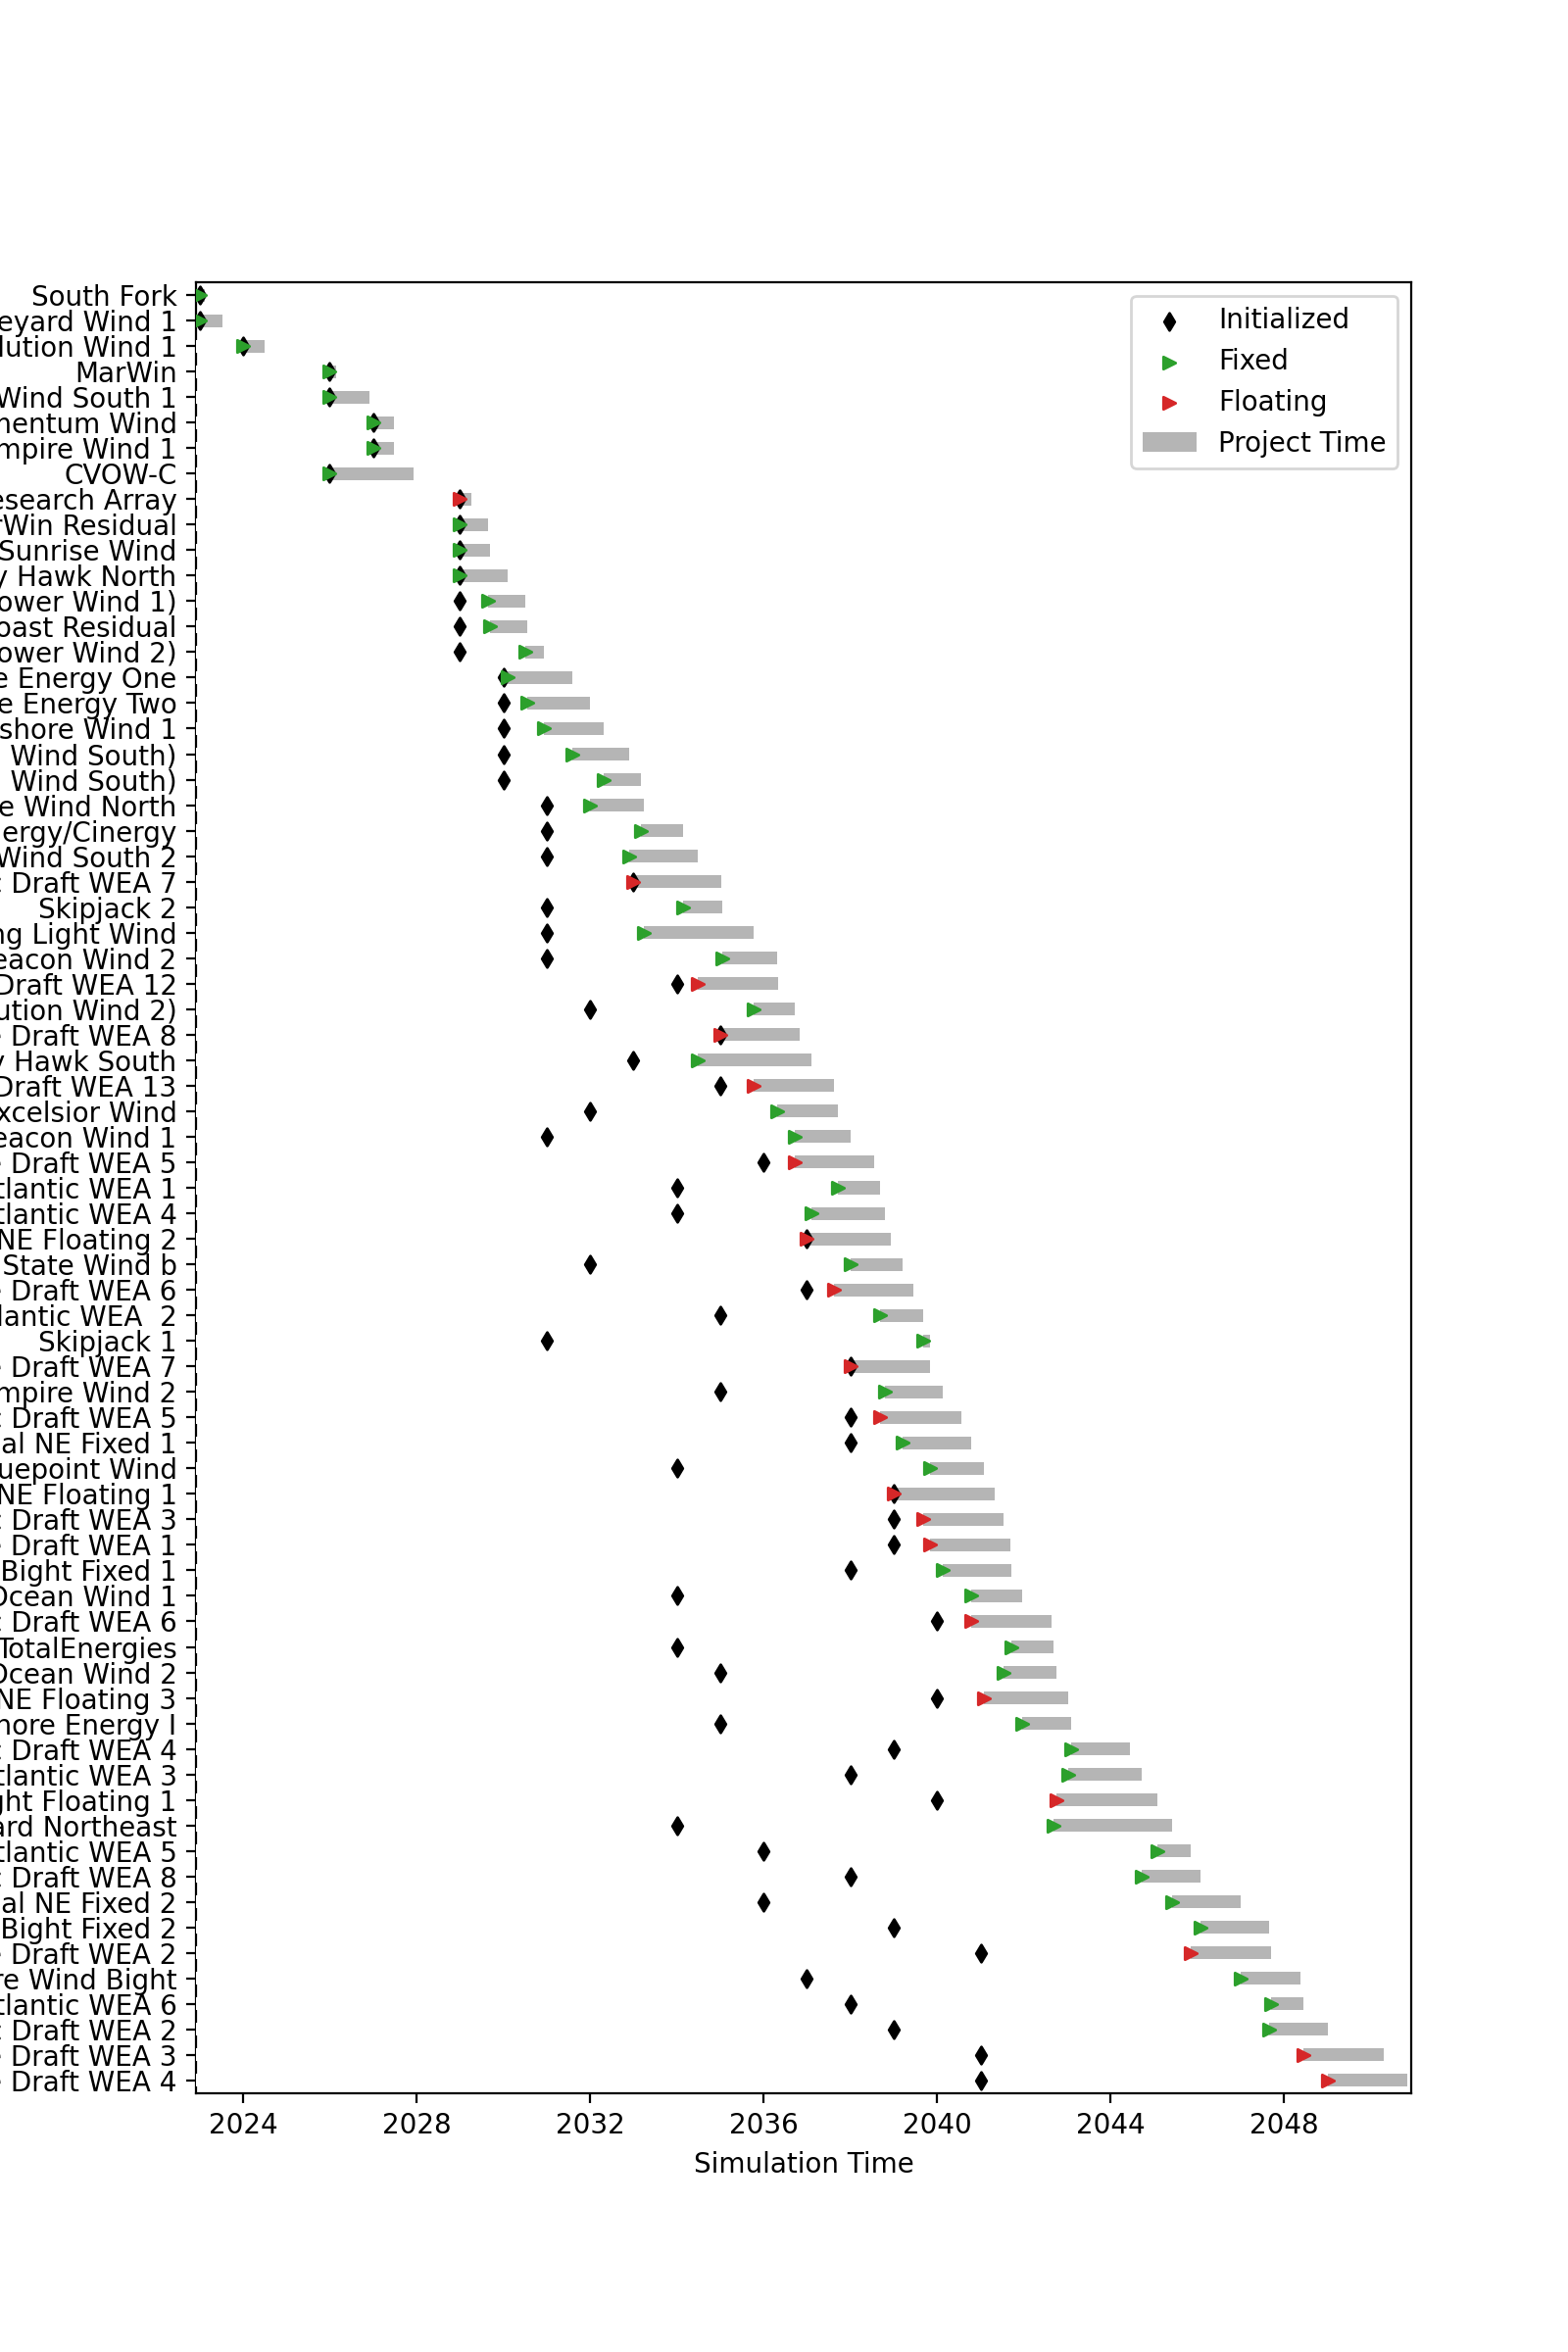 South Fork
eyard Wind 1
lution Wind 1
MarWin
Wind South 1
nentum Wind
mpire Wind 1
CVOW-C
esearch Array
rWin Residual
Sunrise Wind
y Hawk North
ower Wind 1)
oast Residual
ower Wind 2)
e Energy One
e Energy Two
shore Wind 1
Wind South)
Wind South)
e Wind North
ergy/Cinergy
Wind South 2
Draft WEA 7
Skipjack 2
ng Light Wind
eacon Wind 2
Draft WEA 12
ution Wind 2)
Draft WEA 8
y Hawk South
Draft WEA 13
xcelsior Wind
eacon Wind 1
Draft WEA 5
tlantic WEA 1
tlantic WEA 4
NE Floating 2
State Wind b
Draft WEA 6
lantic WEA 2
Skipjack 1
Draft WEA 7
mpire Wind 2
Draft WEA 5
al NE Fixed 1
uepoint Wind
NE Floating 1
Draft WEA 3
Draft WEA 1
Bight Fixed 1
Ocean Wind 1
Draft WEA 6
TotalEnergies
Ocean Wind 2
NE Floating 3
hore Energy I
Draft WEA 4
tlantic WEA 3
ght Floating 1
ard Northeast
tlantic WEA 5
Draft WEA 8
al NE Fixed 2
Bight Fixed 2
Draft WEA 2
re Wind Bight
tlantic WEA 6
Draft WEA 2
Draft WEA 3
Draft WEA 4
Initialized
Fixed
Floating
Project Time
2024 2028 2032 2036 2040 2044 2048
Simulation Time